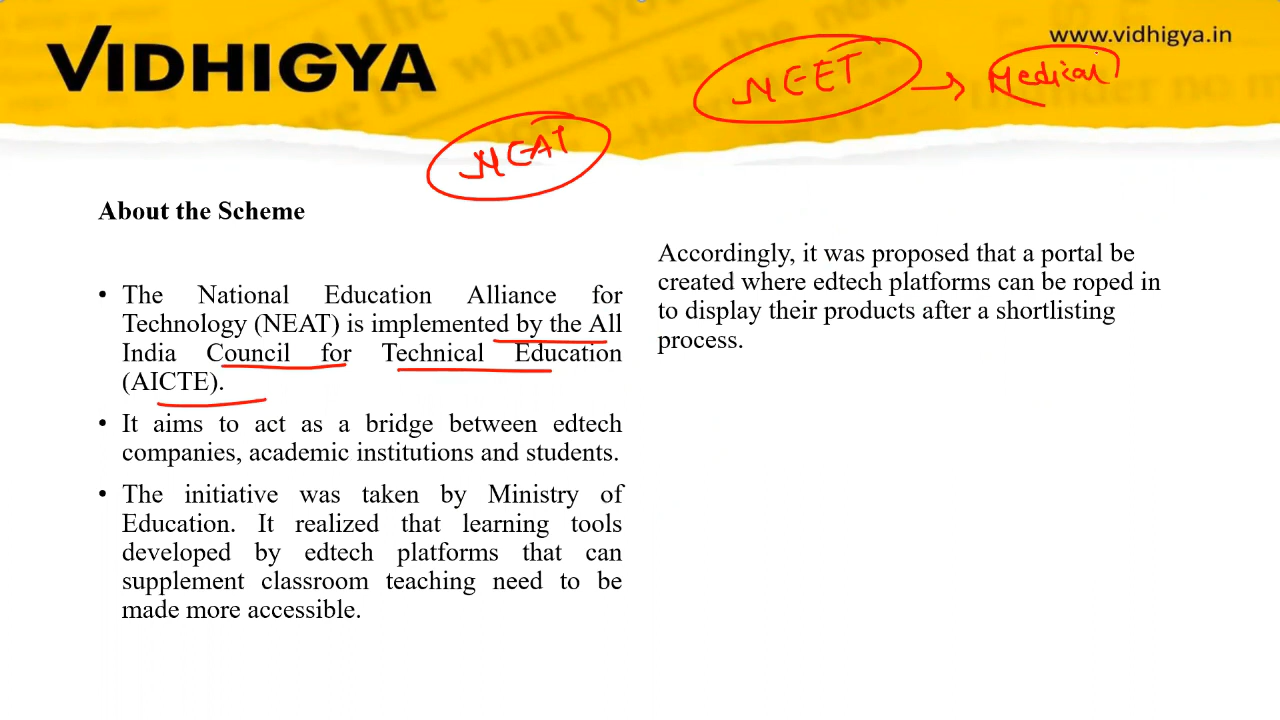 VIDHIGYA
www.vidhigya.in
NEET → Medical
NEAT
About the Scheme
• The National Education Alliance for
Technology (NEAT) is implemented by the All
India Council for Technical Education
(AICTE).
• It aims to act as a bridge between edtech
companies, academic institutions and students.
• The initiative was taken by Ministry of
Education. It realized that learning tools
developed by edtech platforms that can
supplement classroom teaching need to be
made more accessible.
Accordingly, it was proposed that a portal be
created where edtech platforms can be roped in
to display their products after a shortlisting
process.